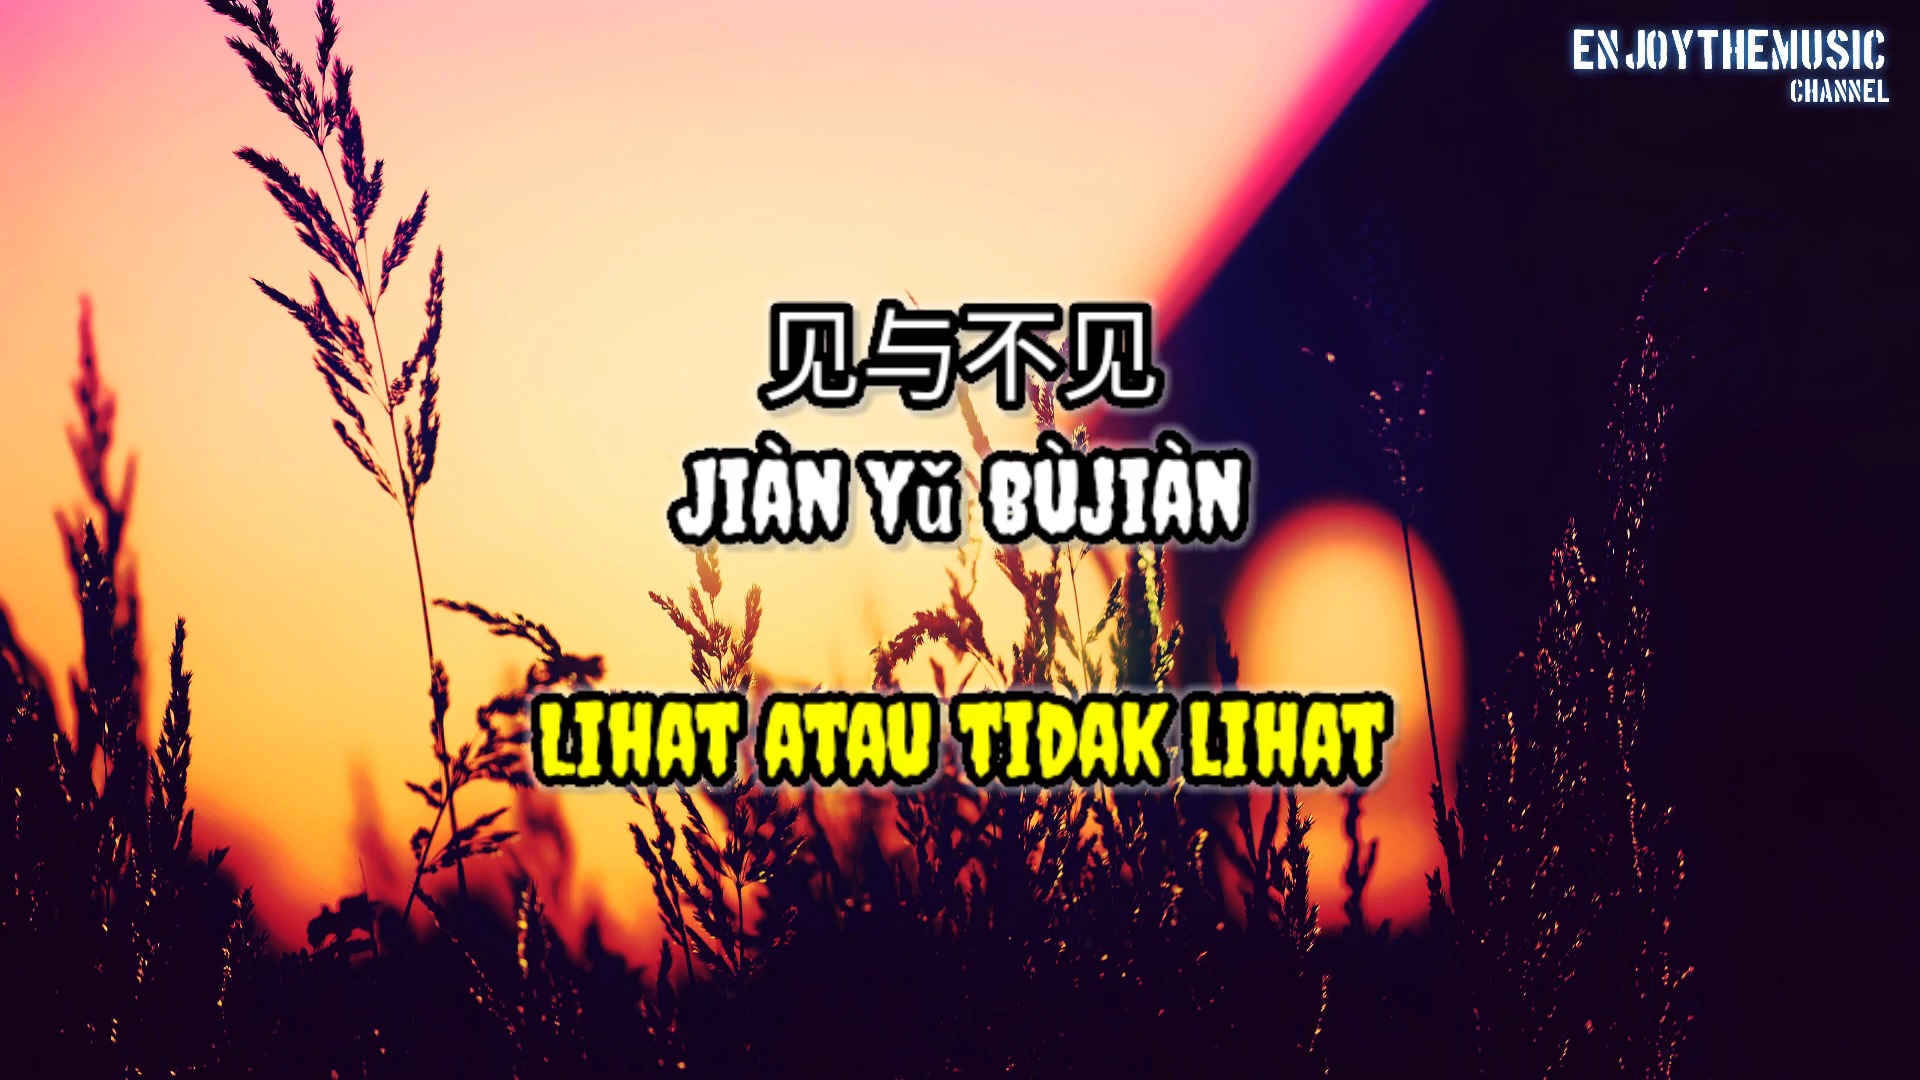 ENJOYTHEMUSIC
CHANNEL
见与不见
JIÀN Yǔ BÙJIÀN
LIHAT ATAU TIDAK LIHAT